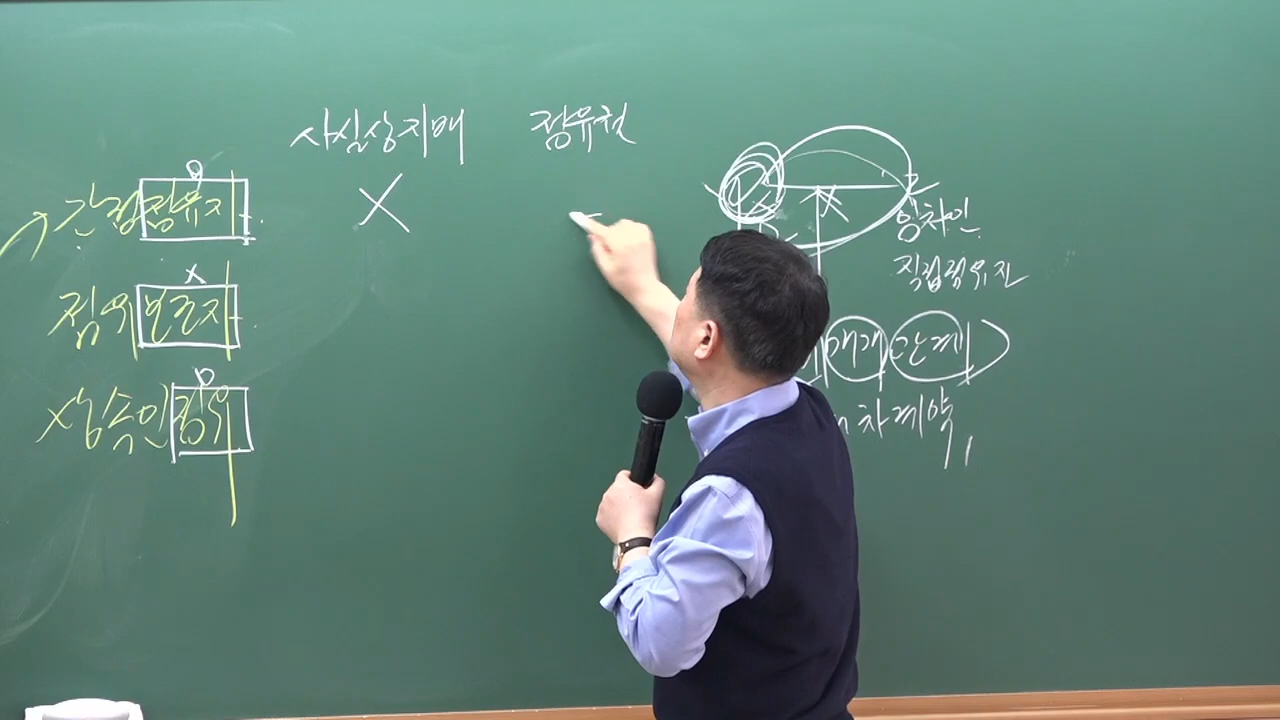 사실상지배 점유권
간접점유자 X
점유보조자
상속인점유
임차인
직접점유자
매개 관계
차계약